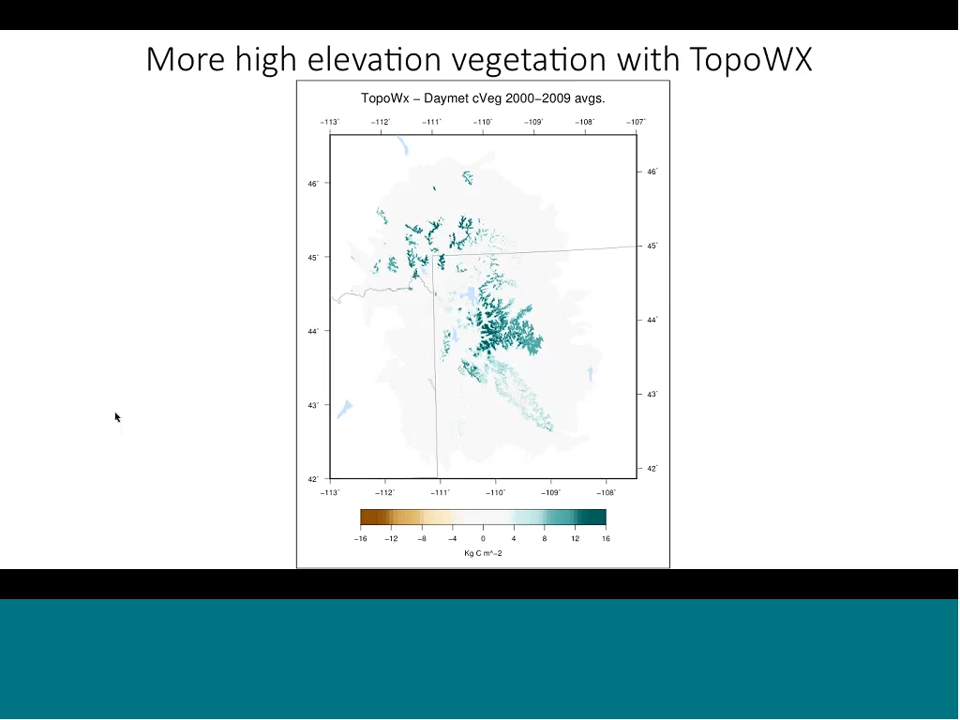 More high elevation vegetation with TopoWX
TopoWx − Daymet cVeg 2000−2009 avgs.
−113˚ −112˚ −111˚ −110˚ −109˚ −108˚ −107˚
46˚ 46˚
45˚ 45˚
44˚ 44˚
43˚ 43˚
42˚ 42˚
−113˚ −112˚ −111˚ −110˚ −109˚ −108˚
−16 −12 −8 −4 0 4 8 12 16
Kg C m^−2